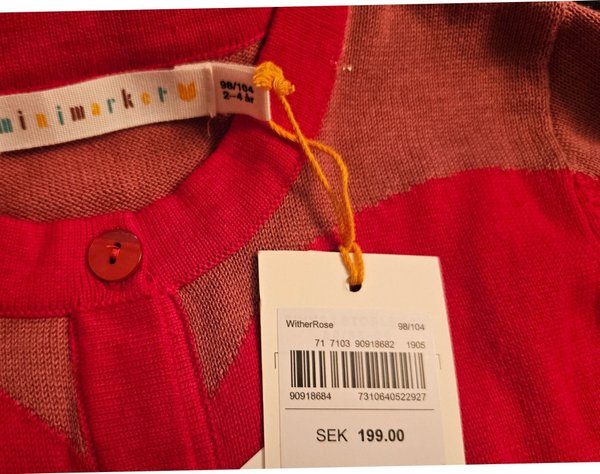 minimarket
98/104
2-4 år
WitherRose 98/104
71 7103 90918682 1905
90918684 7310640522927
SEK 199.00